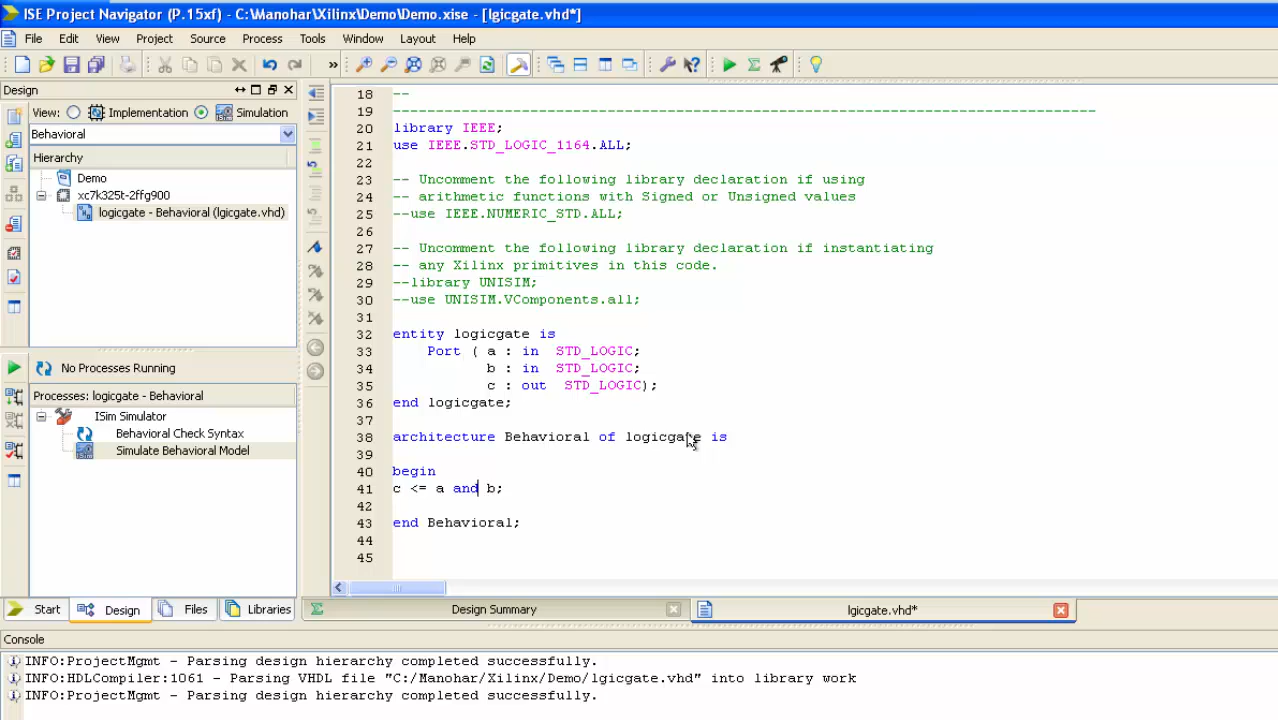 ISE Project Navigator (P.15xf) - C:\Manohar\Xilinx\Demo\Demo.xise - [lgicgate.vhd*]
File Edit View Project Source Process Tools Window Layout Help
»
Design
View: Implementation Simulation
Behavioral
Hierarchy
Demo
xc7k325t-2ffg900
logicgate - Behavioral (lgicgate.vhd)
No Processes Running
Processes: logicgate - Behavioral
ISim Simulator
Behavioral Check Syntax
Simulate Behavioral Model
Start Design Files Libraries
18 --
19 ----------------------------------------------------------------------------------
20 library IEEE;
21 use IEEE.STD_LOGIC_1164.ALL;
22
23 -- Uncomment the following library declaration if using
24 -- arithmetic functions with Signed or Unsigned values
25 --use IEEE.NUMERIC_STD.ALL;
26
27 -- Uncomment the following library declaration if instantiating
28 -- any Xilinx primitives in this code.
29 --library UNISIM;
30 --use UNISIM.VComponents.all;
31
32 entity logicgate is
33 Port ( a : in STD_LOGIC;
34 b : in STD_LOGIC;
35 c : out STD_LOGIC);
36 end logicgate;
37
38 architecture Behavioral of logicgate is
39
40 begin
41 c <= a and b;
42
43 end Behavioral;
44
45
Design Summary lgicgate.vhd*
Console
INFO:ProjectMgmt - Parsing design hierarchy completed successfully.
INFO:HDLCompiler:1061 - Parsing VHDL file "C:/Manohar/Xilinx/Demo/lgicgate.vhd" into library work
INFO:ProjectMgmt - Parsing design hierarchy completed successfully.